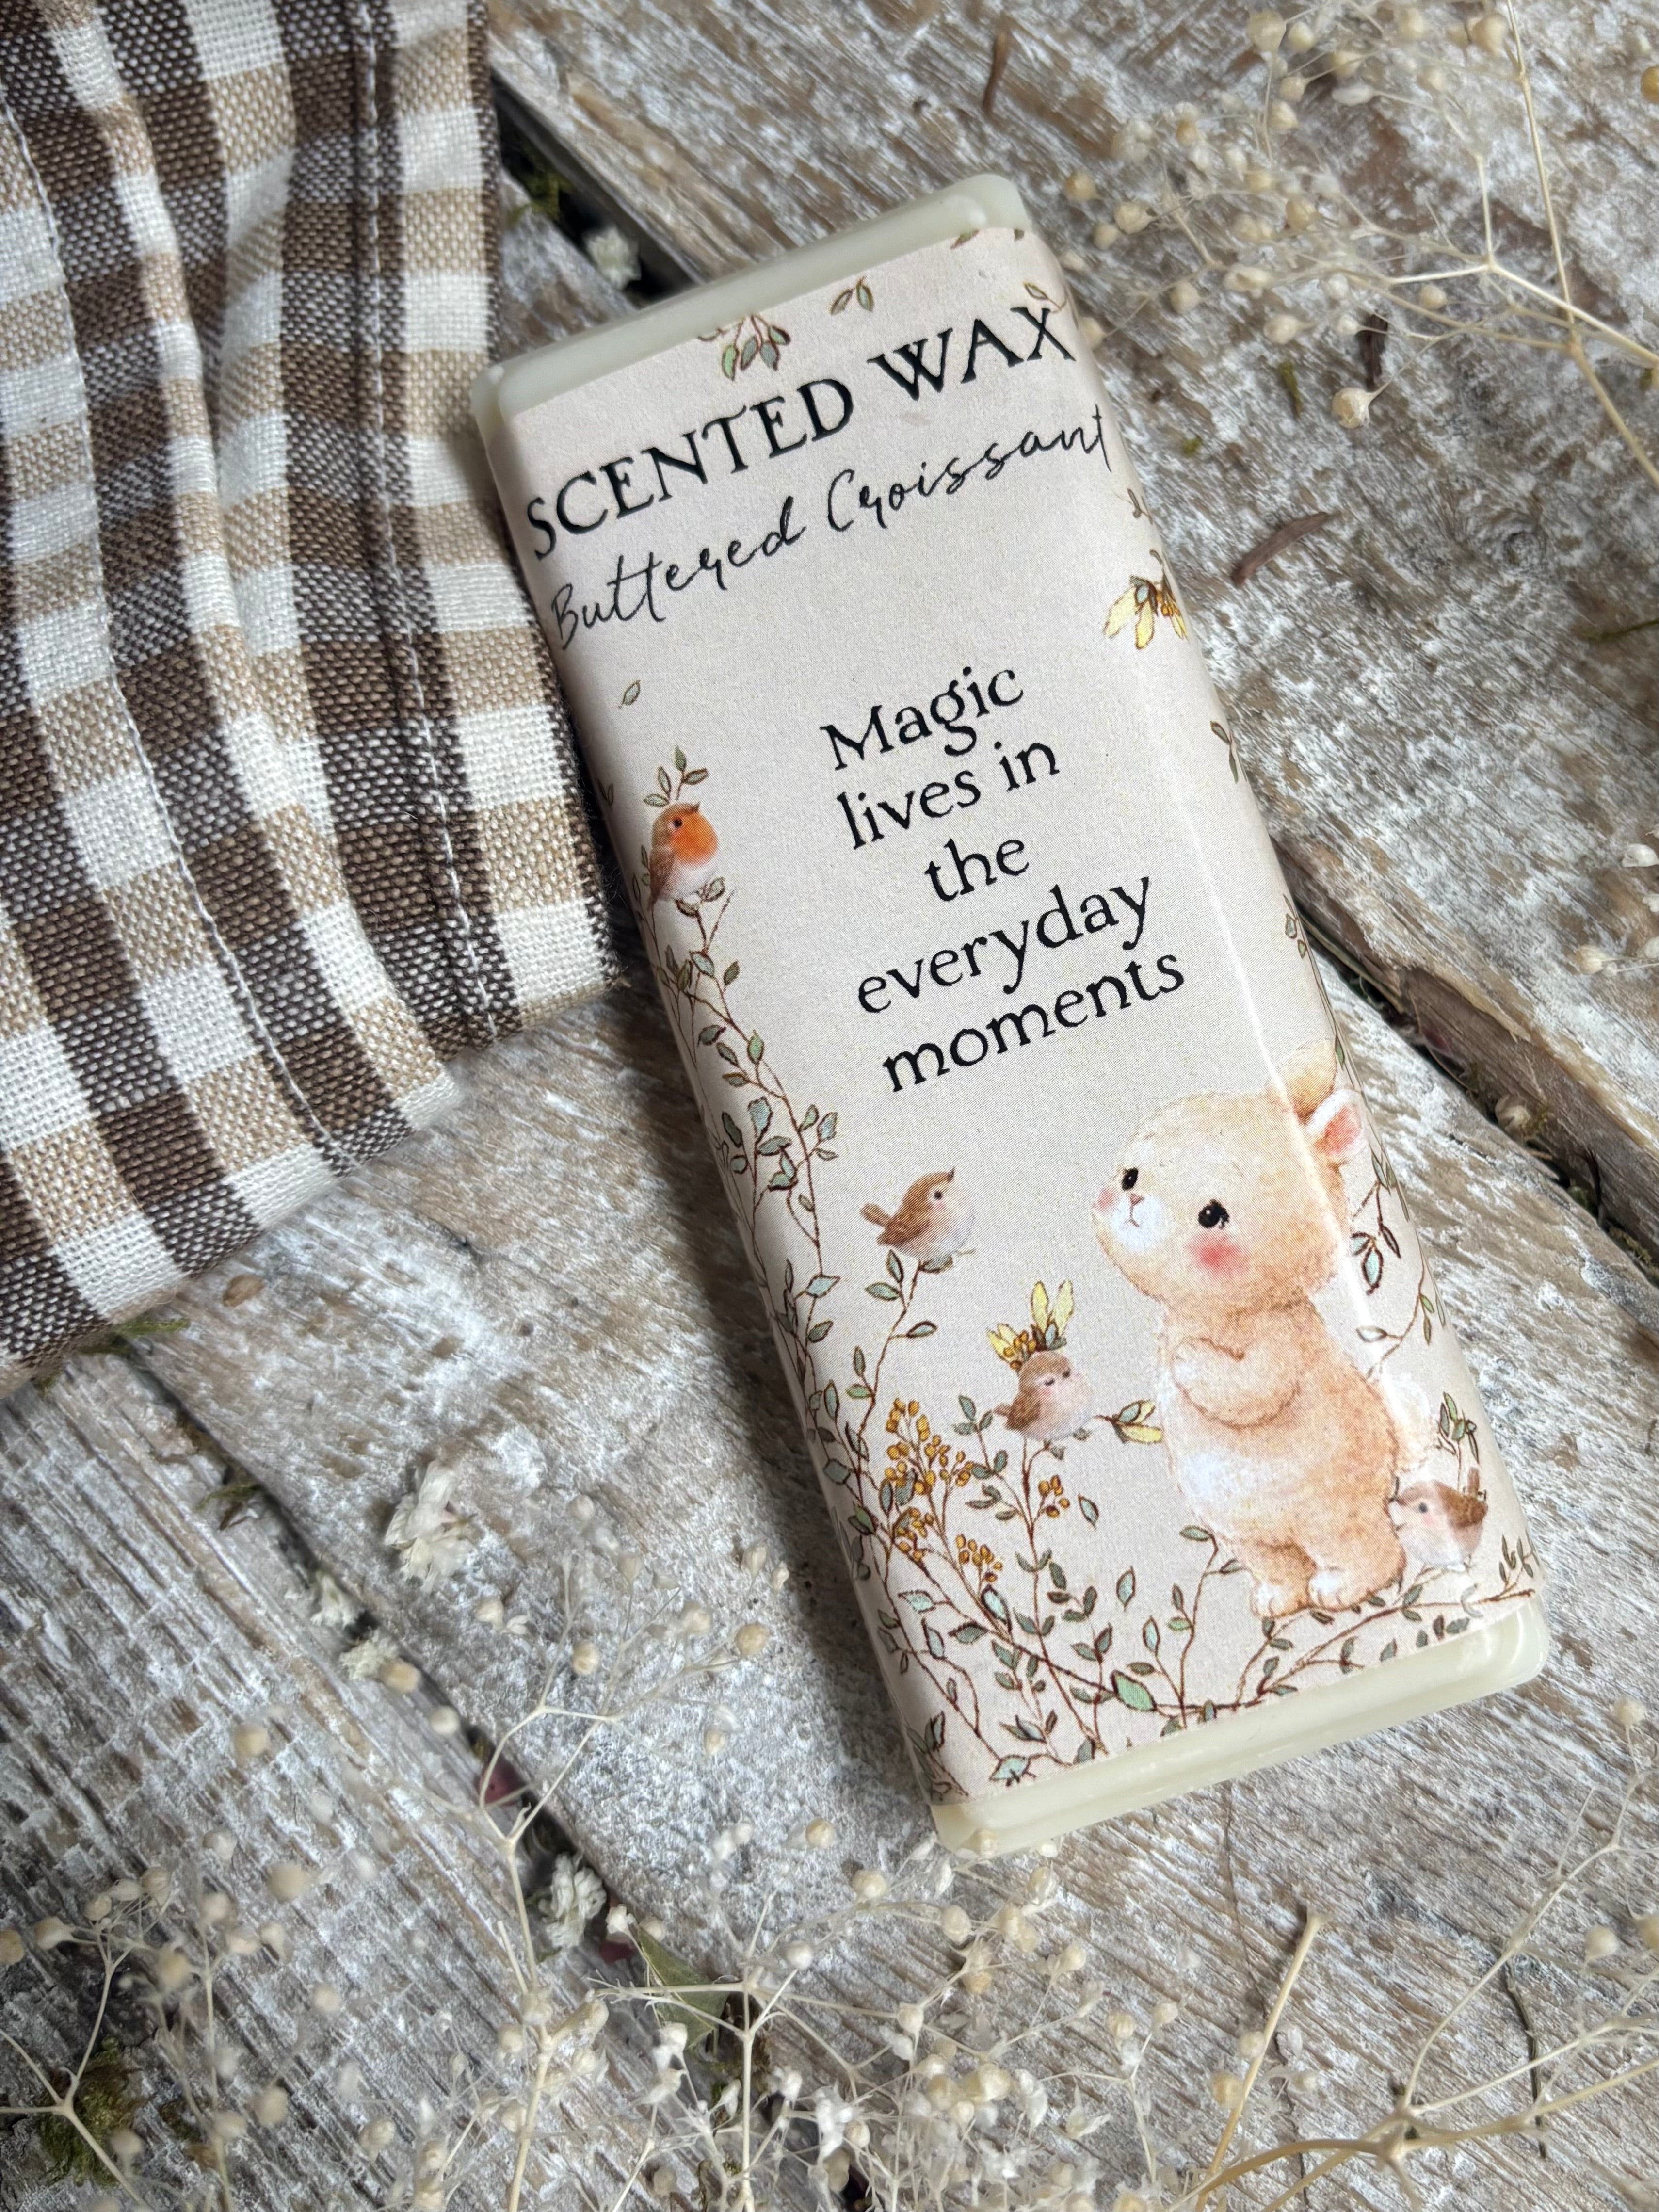 SCENTED WAX
Buttered Croissant
Magic
lives in
the
everyday
moments